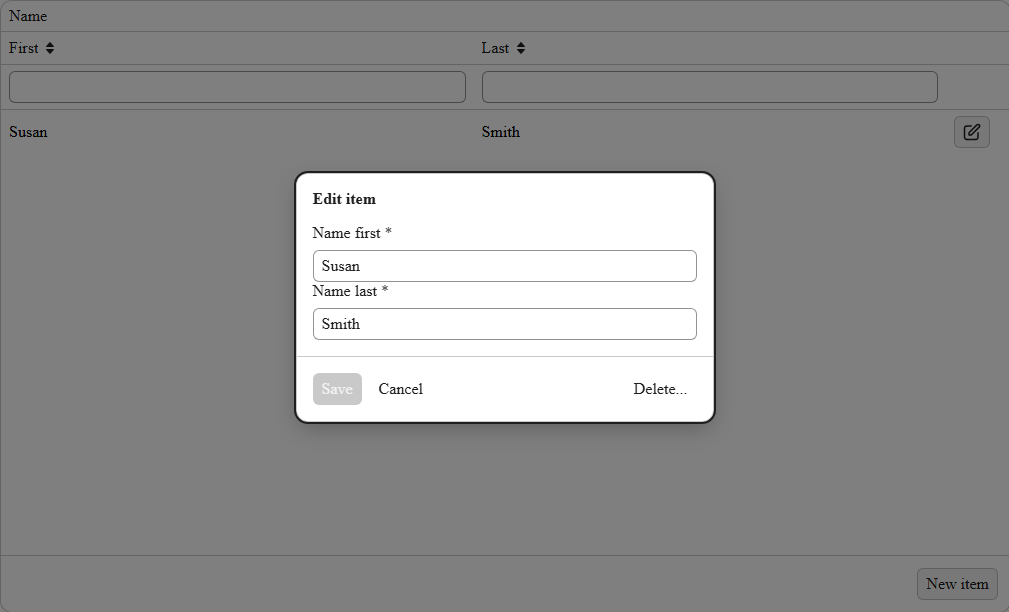 Name
First Last
Susan Smith
Edit item
Name first *
Susan
Name last *
Smith
Save Cancel Delete...
New item